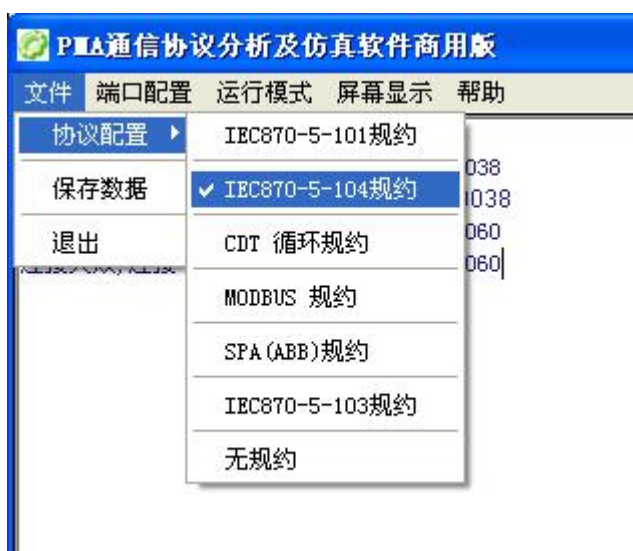 PMA通信协议分析及仿真软件商用版
文件 端口配置 运行模式 屏幕显示 帮助
协议配置
保存数据
退出
IEC870-5-101规约
IEC870-5-104规约
CDT 循环规约
MODBUS 规约
SPA(ABB)规约
IEC870-5-103规约
无规约
038
0038
060
060